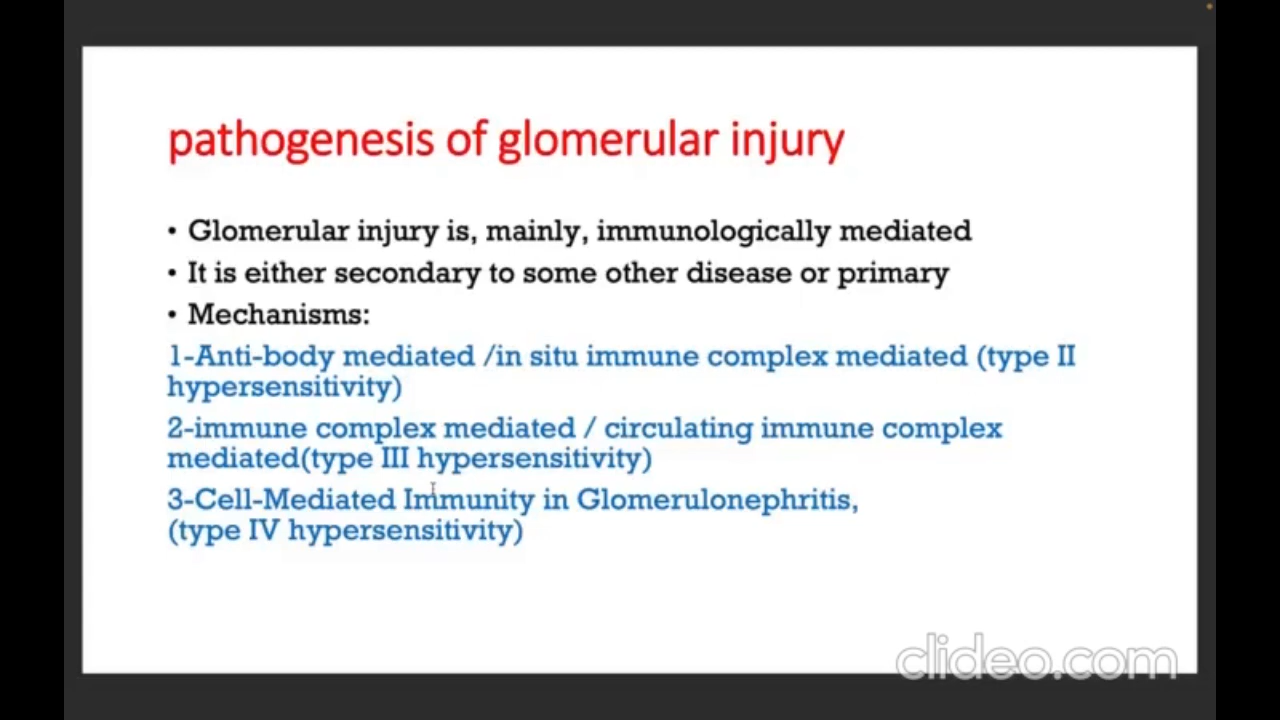 pathogenesis of glomerular injury
• Glomerular injury is, mainly, immunologically mediated
• It is either secondary to some other disease or primary
• Mechanisms:
1-Anti-body mediated /in situ immune complex mediated (type II
hypersensitivity)
2-immune complex mediated / circulating immune complex
mediated(type III hypersensitivity)
3-Cell-Mediated Immunity in Glomerulonephritis,
(type IV hypersensitivity)
clideo.com